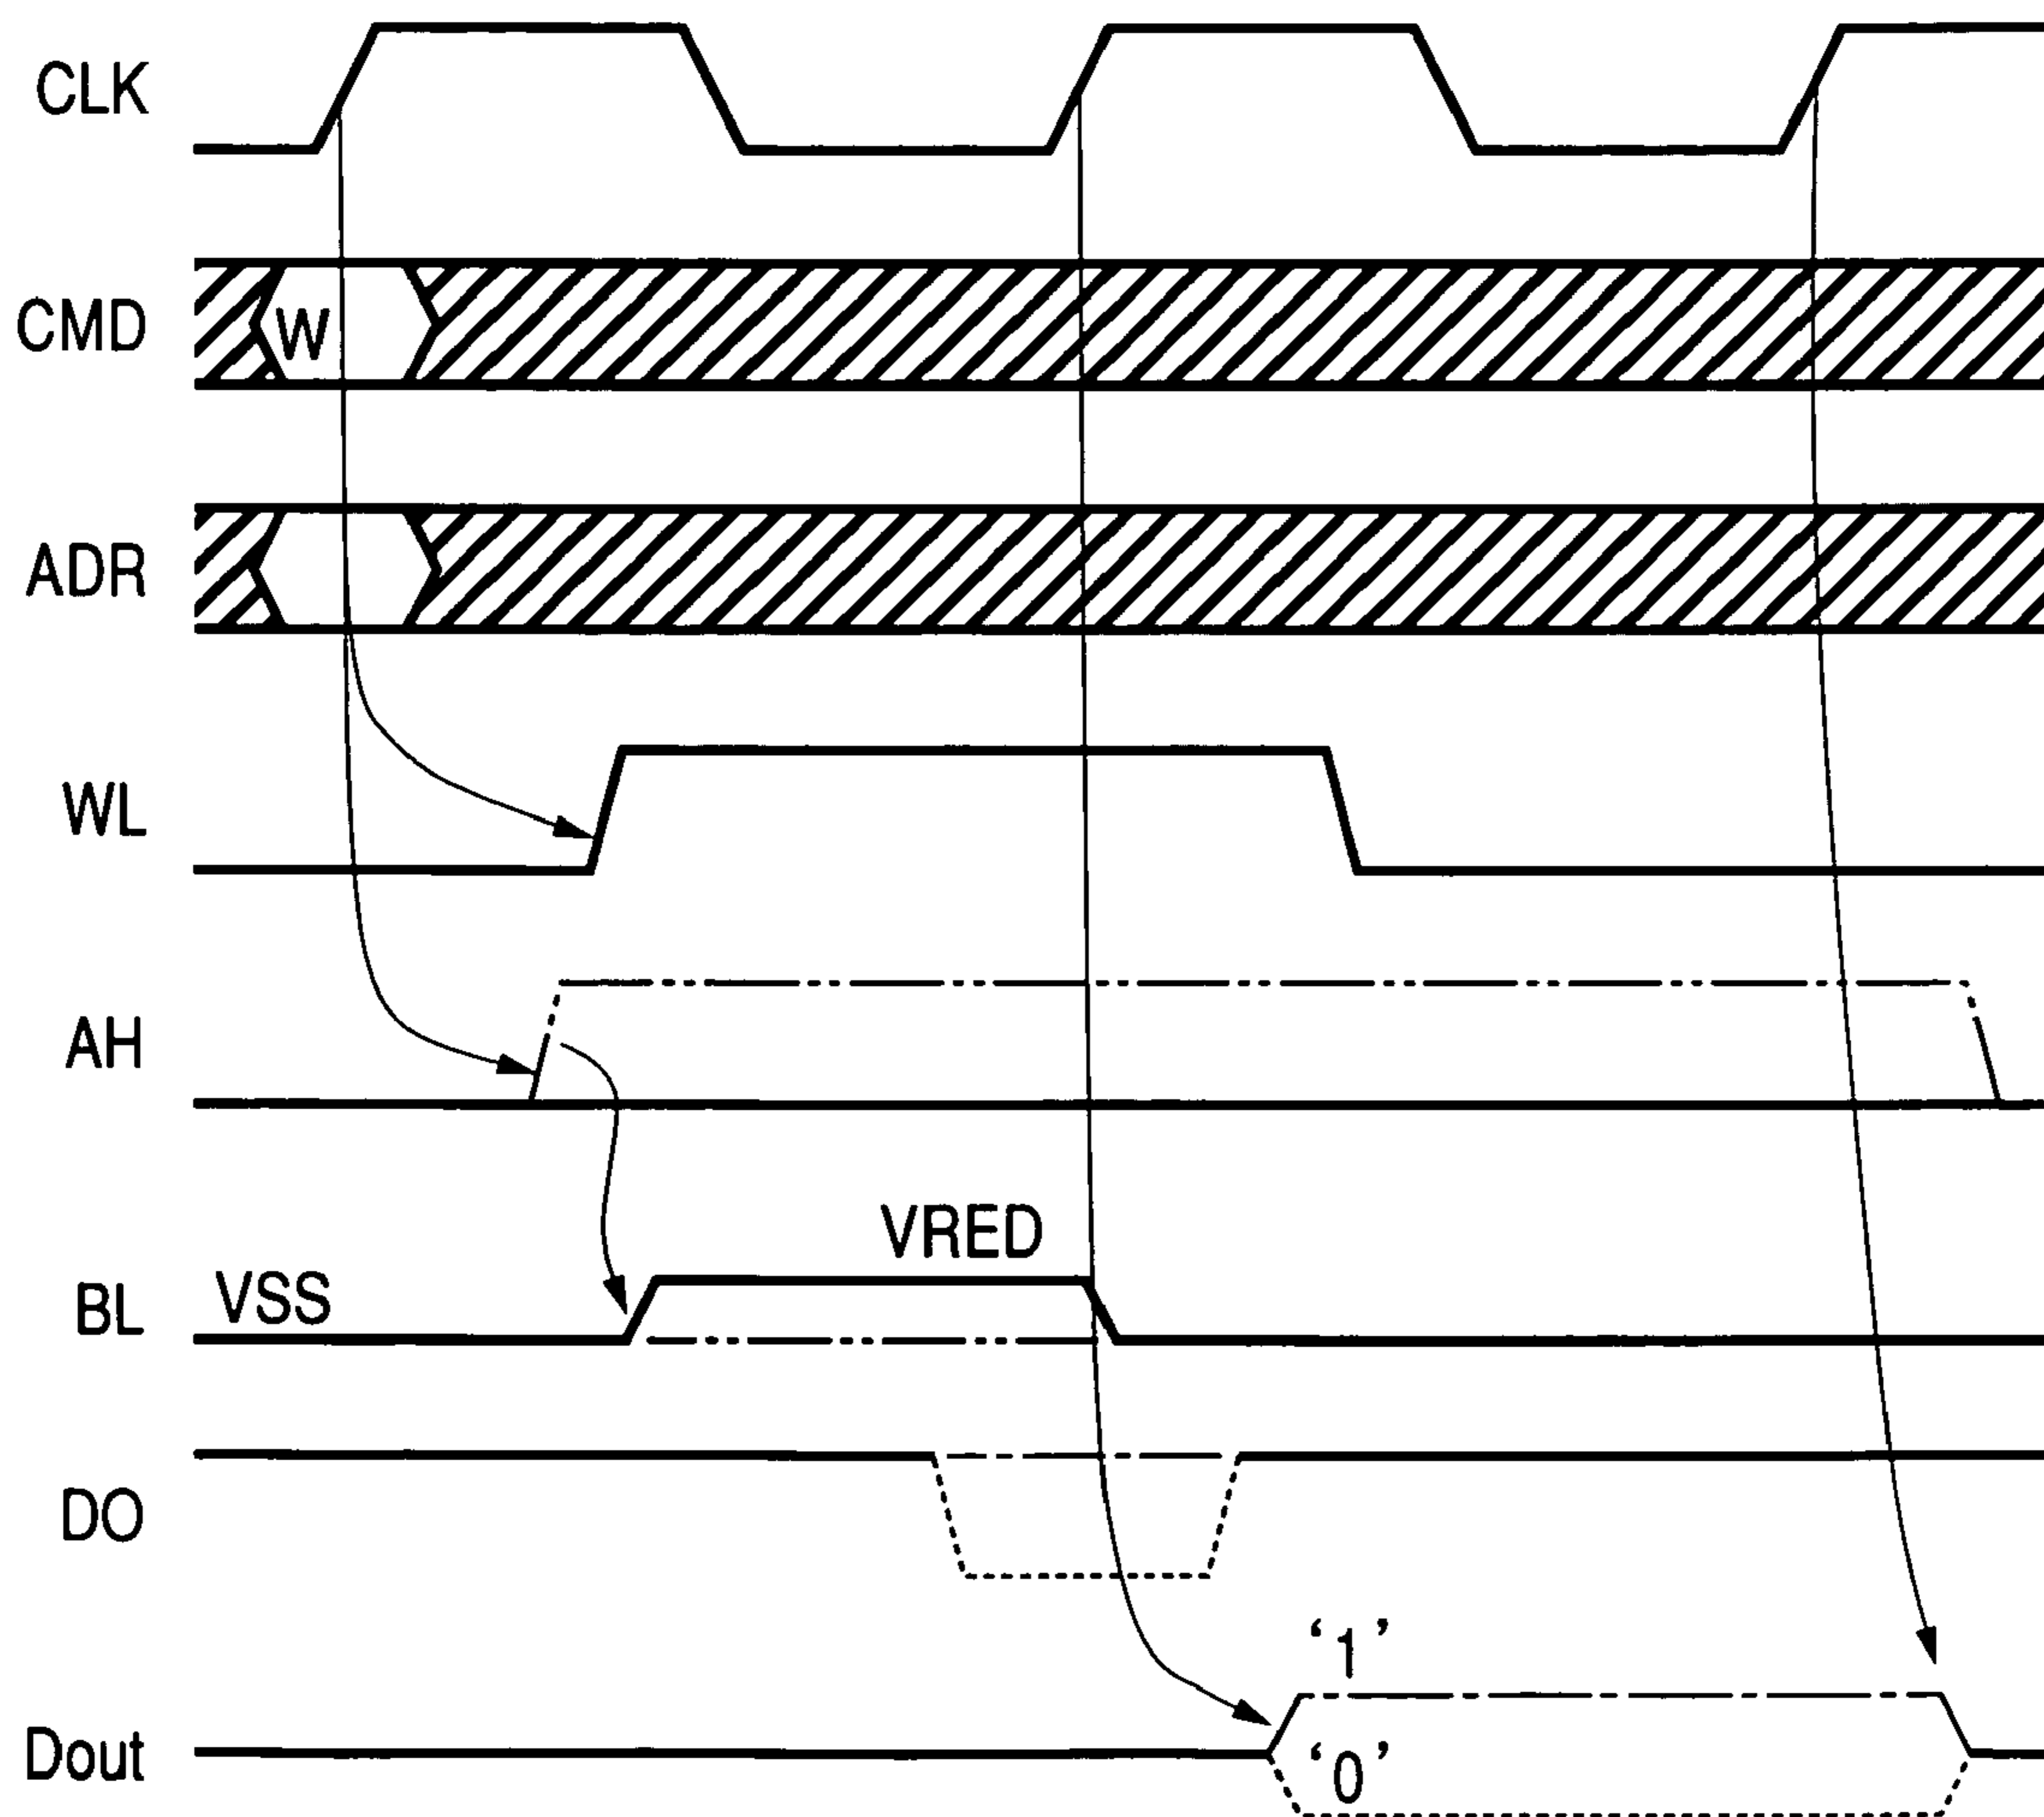 CLK
CMD W
ADR
WL
AH
VRED
BL VSS
DO
‘1’
Dout ‘0’